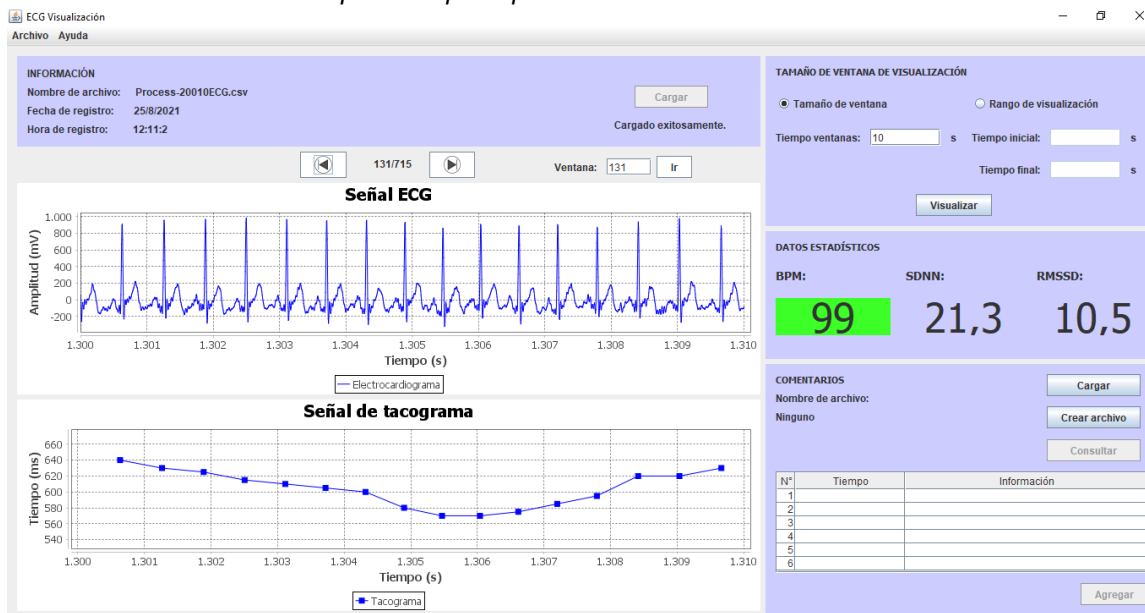 ECG Visualización
Archivo Ayuda
INFORMACIÓN
Nombre de archivo: Process-20010ECG.csv
Fecha de registro: 25/8/2021
Hora de registro: 12:11:2
Cargar
Cargado exitosamente.
131/715
Ventana: 131 Ir
Señal ECG
Amplitud (mV)
1.000
800
600
400
200
0
-200
1.300 1.301 1.302 1.303 1.304 1.305 1.306 1.307 1.308 1.309 1.310
Tiempo (s)
Electrocardiograma
Señal de tacograma
Tiempo (ms)
660
640
620
600
580
560
540
1.300 1.301 1.302 1.303 1.304 1.305 1.306 1.307 1.308 1.309 1.310
Tiempo (s)
Tacograma
TAMAÑO DE VENTANA DE VISUALIZACIÓN
Tamaño de ventana Rango de visualización
Tiempo ventanas: 10 s Tiempo inicial: s
Tiempo final: s
Visualizar
DATOS ESTADÍSTICOS
BPM: SDNN: RMSSD:
99 21,3 10,5
COMENTARIOS
Nombre de archivo:
Ninguno
Cargar
Crear archivo
Consultar
N° Tiempo Información
1
2
3
4
5
6
Agregar